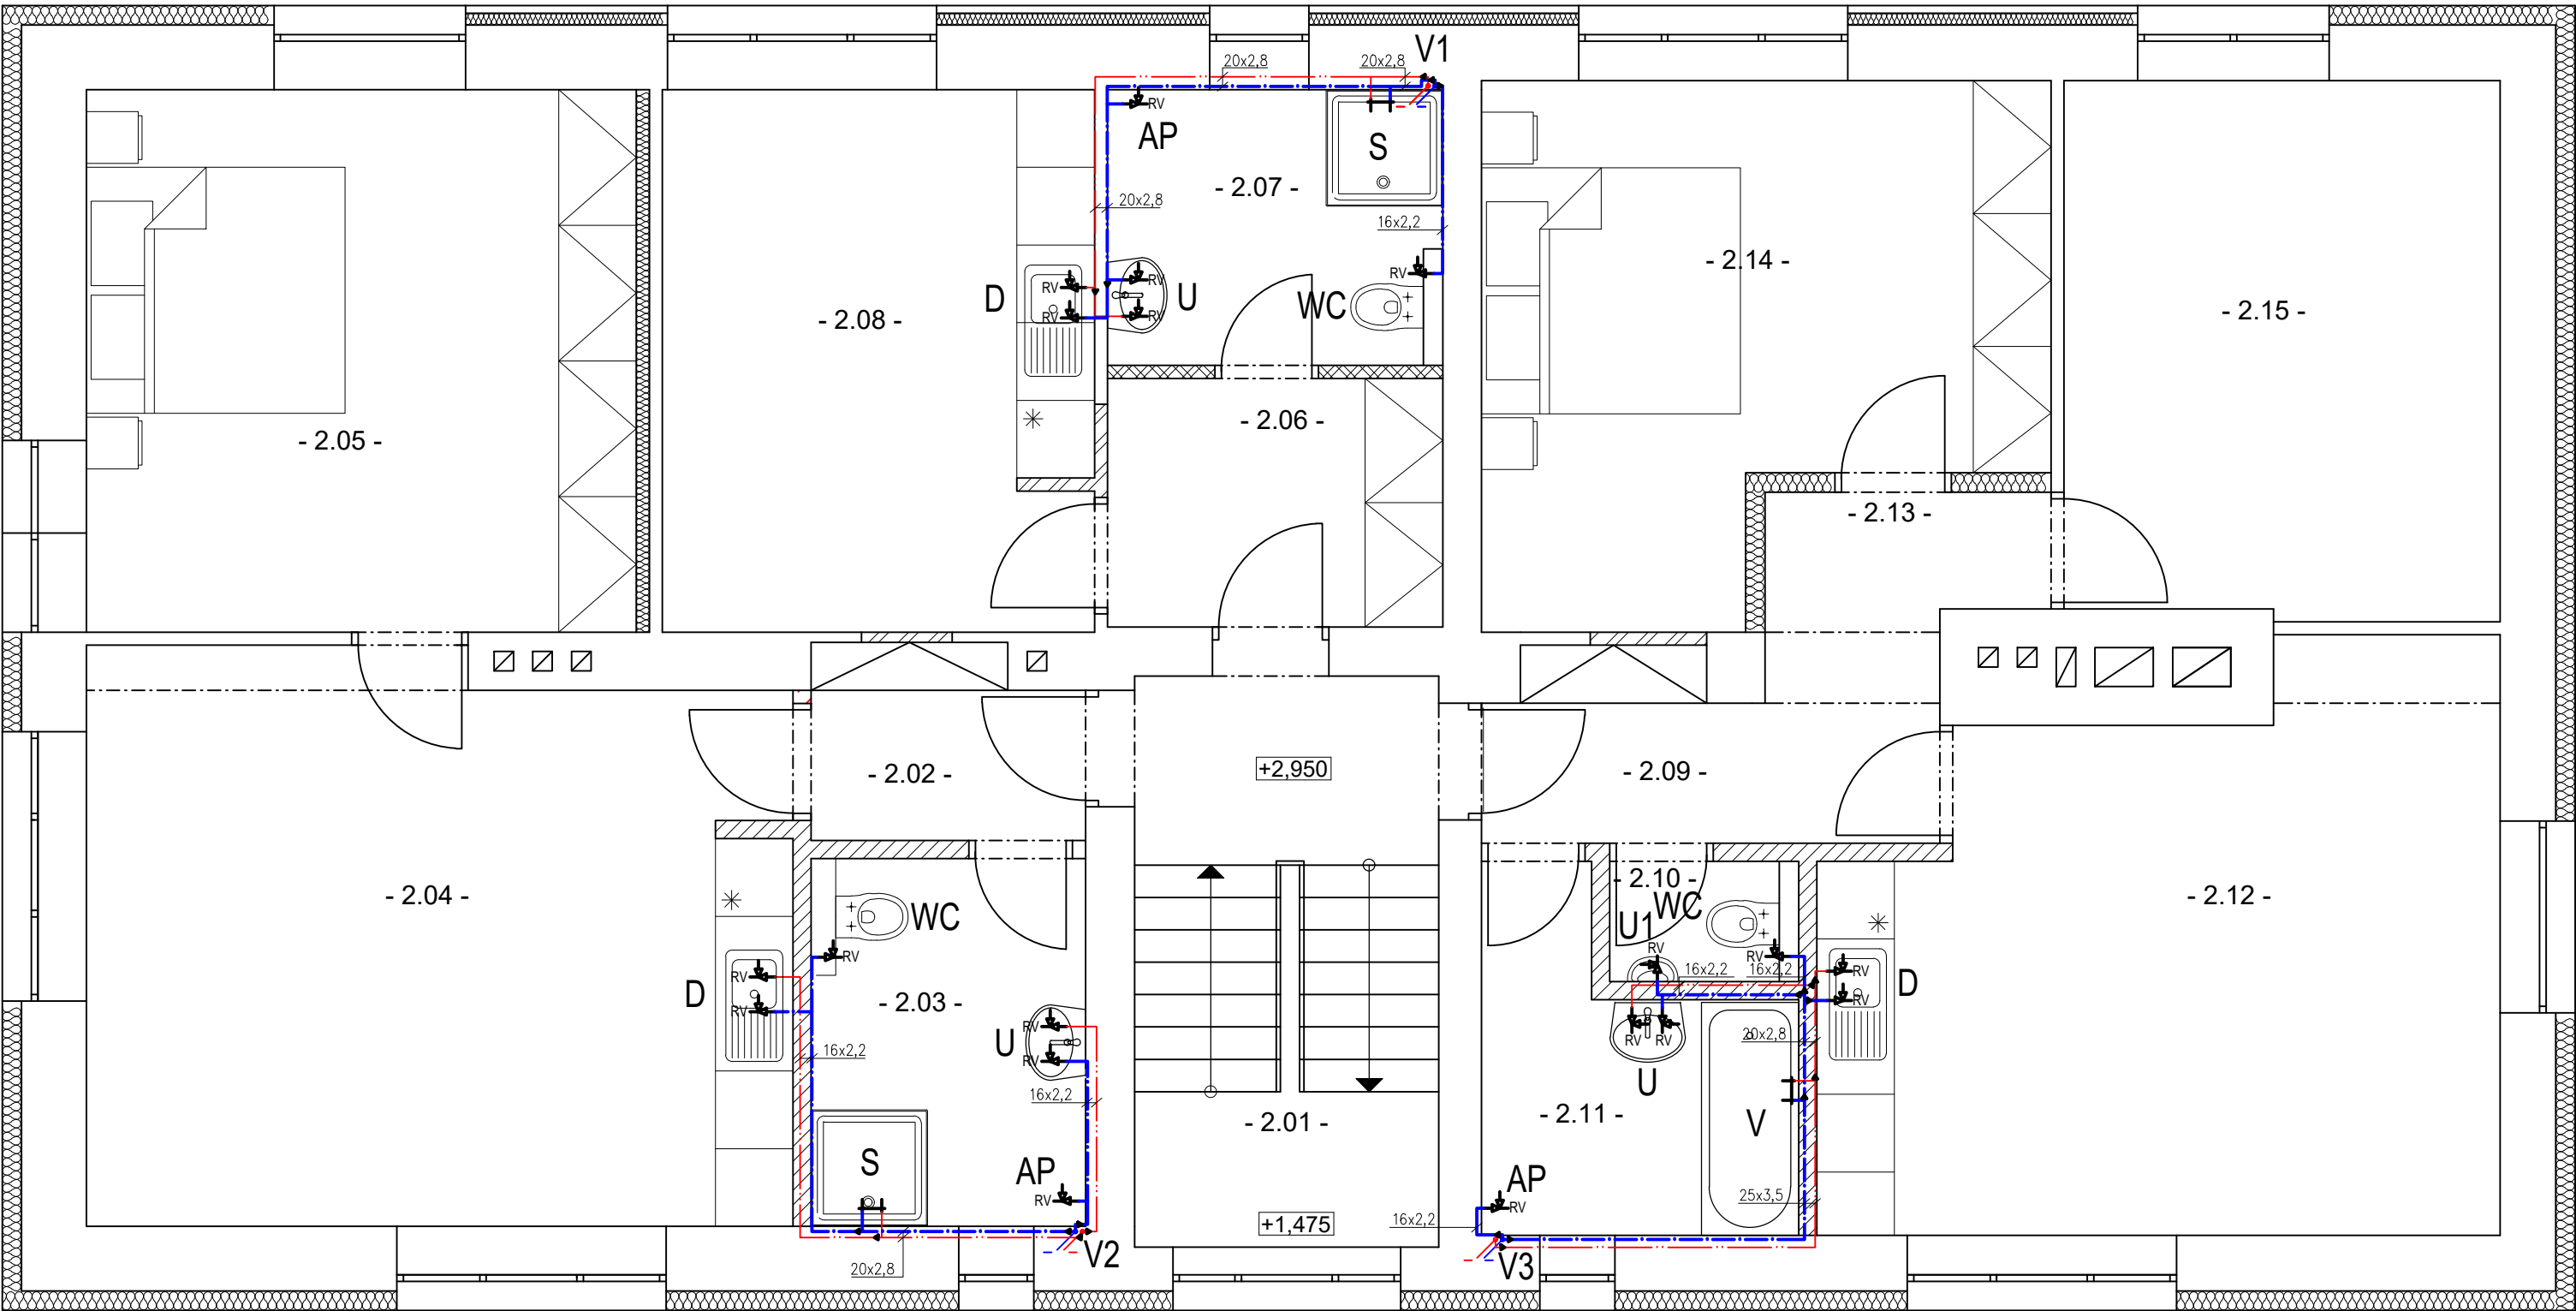 V1
20x2,8
20x2,8
RV
AP
S
- 2.07 -
20x2,8
16x2,2
- 2.14 -
RV
RV
RV
D
U
WC
- 2.15 -
- 2.08 -
RV
RV
- 2.06 -
- 2.05 -
- 2.13 -
- 2.02 -
+2,950
- 2.09 -
- 2.10 -
- 2.04 -
- 2.12 -
WC
WC
U1
RV
RV
RV
16x2,2
16x2,2
RV
RV
D
D
RV
RV
- 2.03 -
RV
U
RV
20x2,8
RV
RV
16x2,2
U
16x2,2
- 2.01 -
- 2.11 -
V
S
AP
RV
AP
RV
25x3,5
+1,475
16x2,2
V2
V3
20x2,8